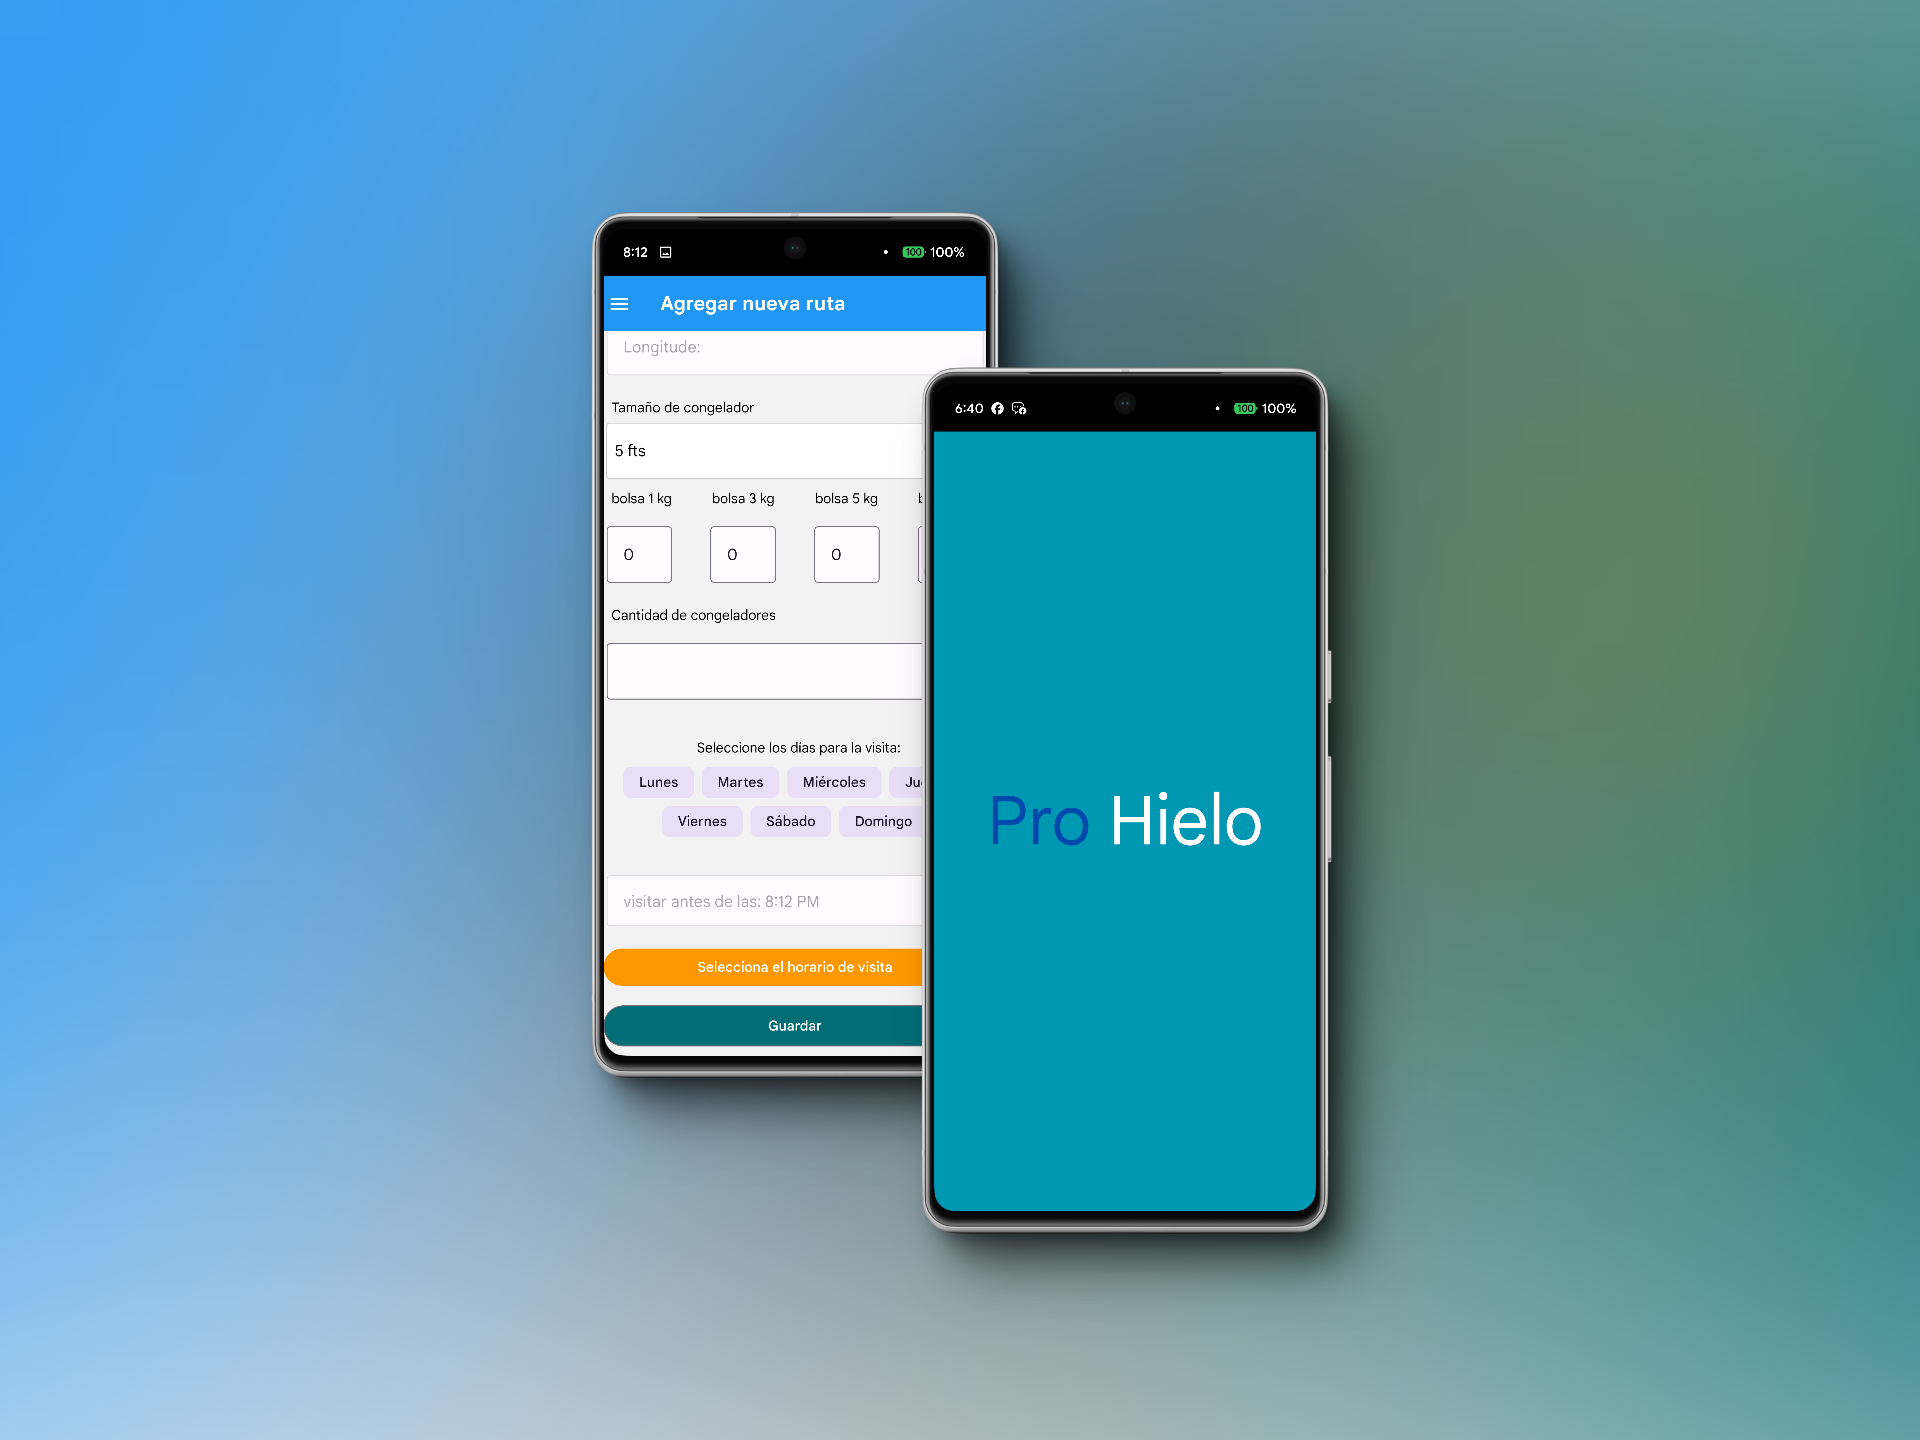 8:12
100 100%
Agregar nueva ruta
Longitude:
Tamaño de congelador
5 fts
bolsa 1 kg bolsa 3 kg bolsa 5 kg
0 0 0
Cantidad de congeladores
Seleccione los días para la visita:
Lunes Martes Miércoles Ju
Viernes Sábado Domingo
visitar antes de las: 8:12 PM
Selecciona el horario de visita
Guardar
6:40
100 100%
Pro Hielo